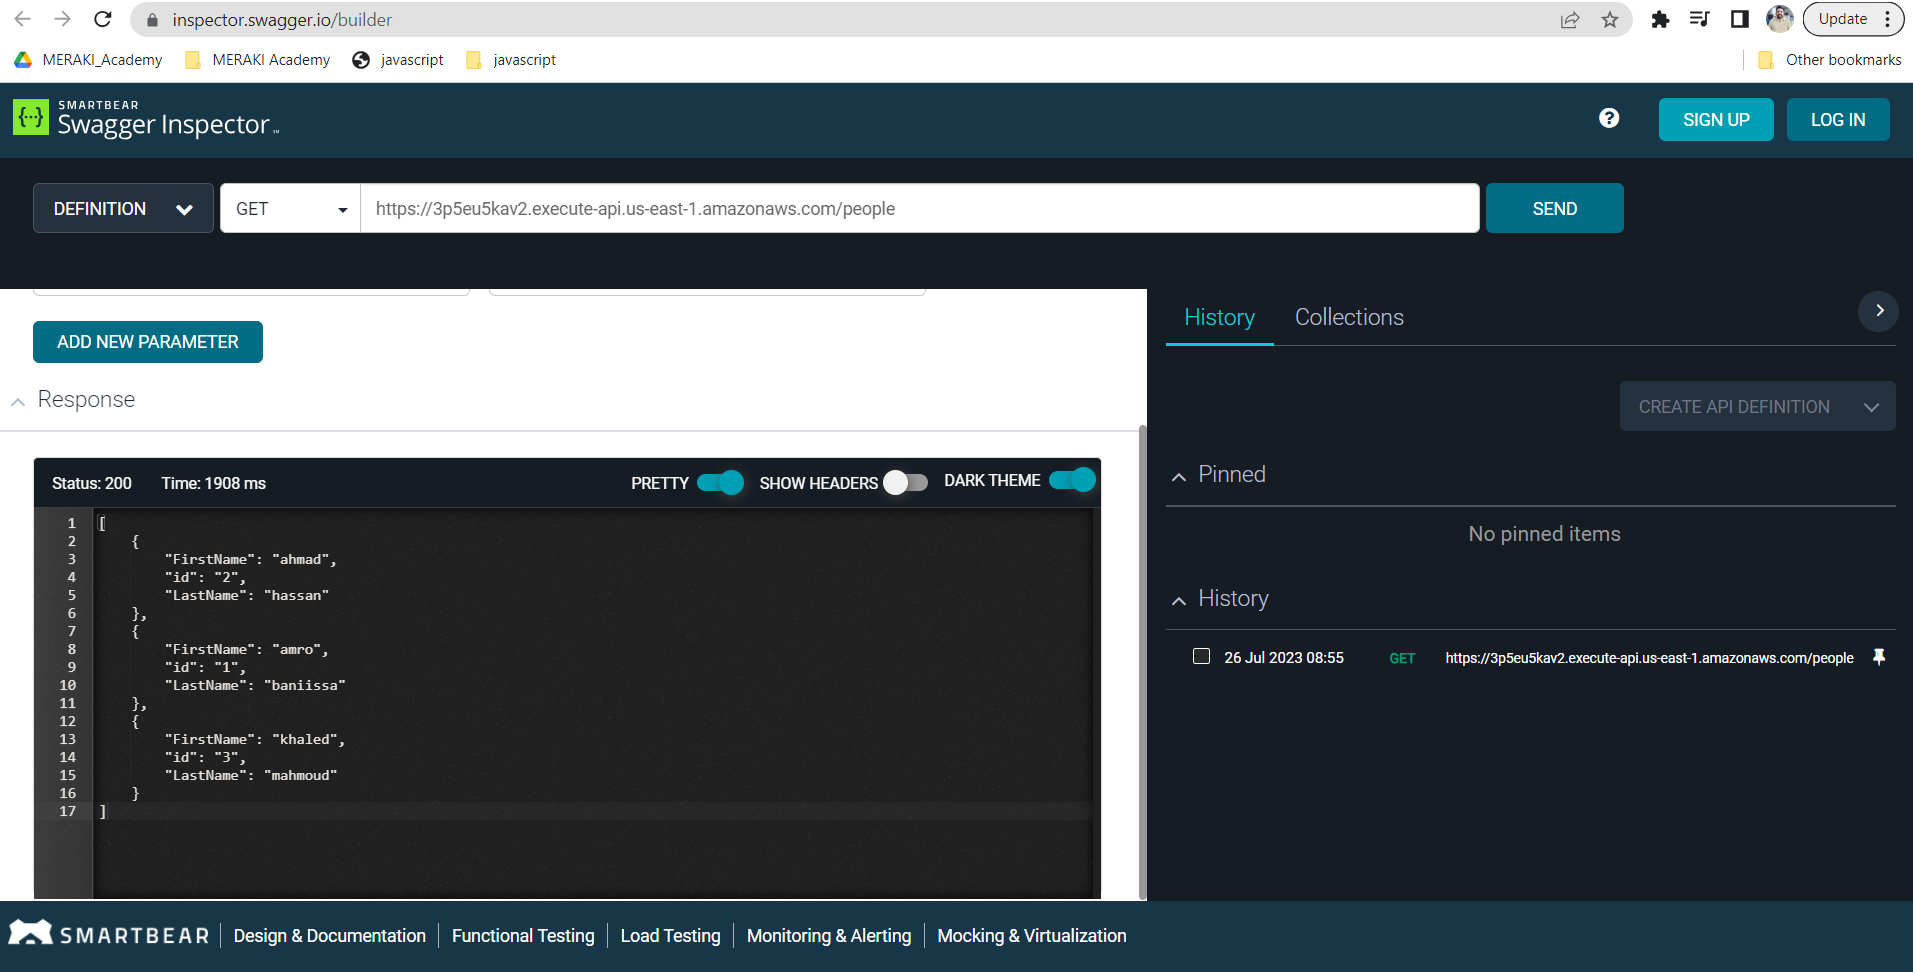 inspector.swagger.io/builder
Update
MERAKI_Academy
MERAKI Academy
javascript
javascript
Other bookmarks
SMARTBEAR
Swagger Inspector
SIGN UP
LOG IN
DEFINITION
GET
https://3p5eu5kav2.execute-api.us-east-1.amazonaws.com/people
SEND
ADD NEW PARAMETER
Response
Status: 200
Time: 1908 ms
PRETTY
SHOW HEADERS
DARK THEME
1 [
2 {
3 "FirstName": "ahmad",
4 "id": "2",
5 "LastName": "hassan"
6 },
7 {
8 "FirstName": "amro",
9 "id": "1",
10 "LastName": "baniissa"
11 },
12 {
13 "FirstName": "khaled",
14 "id": "3",
15 "LastName": "mahmoud"
16 }
17 ]
History
Collections
CREATE API DEFINITION
Pinned
No pinned items
History
26 Jul 2023 08:55 GET https://3p5eu5kav2.execute-api.us-east-1.amazonaws.com/people
SMARTBEAR
Design & Documentation
Functional Testing
Load Testing
Monitoring & Alerting
Mocking & Virtualization